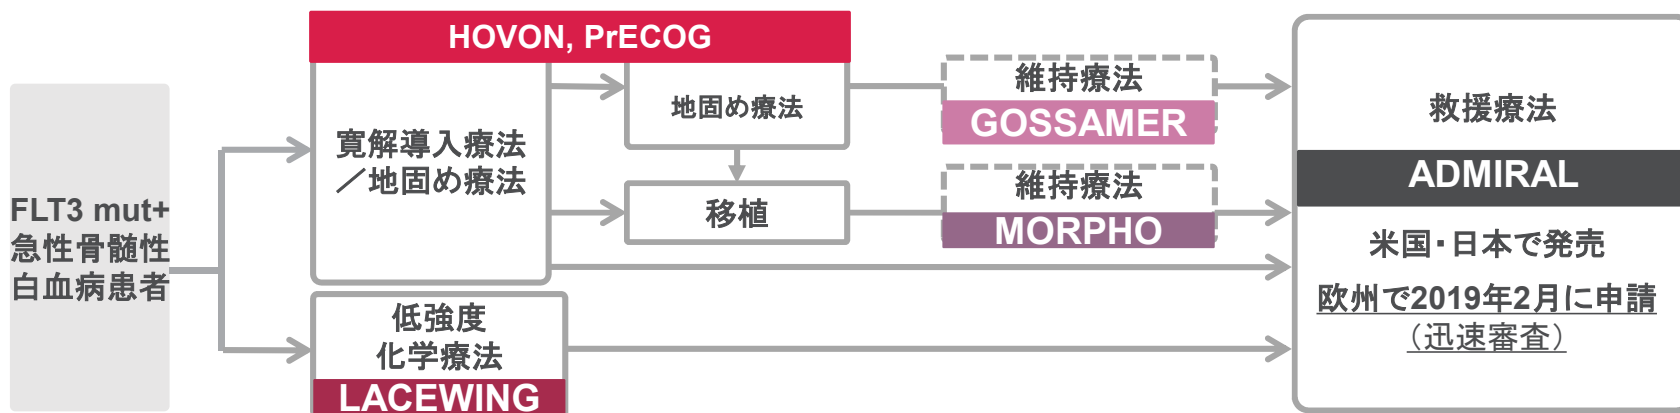 FLT3 mut+
急性骨髄性
白血病患者
HOVON, PrECOG
寛解導入療法
／地固め療法
地固め療法
移植
維持療法
GOSSAMER
維持療法
MORPHO
低強度
化学療法
LACEWING
救援療法
ADMIRAL
米国・日本で発売
欧州で2019年2月に申請
（迅速審査）